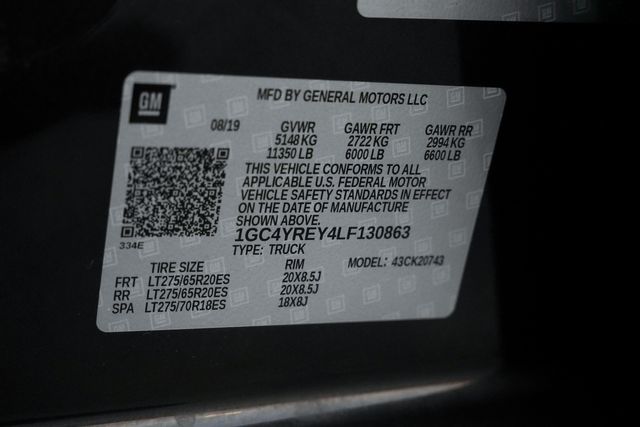 GM
MFD BY GENERAL MOTORS LLC
08/19 GVWR GAWR FRT GAWR RR
5148 KG 2722 KG 2994 KG
11350 LB 6000 LB 6600 LB
THIS VEHICLE CONFORMS TO ALL
APPLICABLE U.S. FEDERAL MOTOR
VEHICLE SAFETY STANDARDS IN EFFECT
ON THE DATE OF MANUFACTURE
SHOWN ABOVE.
334E
1GC4YREY4LF130863
TYPE: TRUCK
TIRE SIZE RIM MODEL: 43CK20743
FRT LT275/65R20ES 20X8.5J
RR LT275/65R20ES 20X8.5J
SPA LT275/70R18ES 18X8J